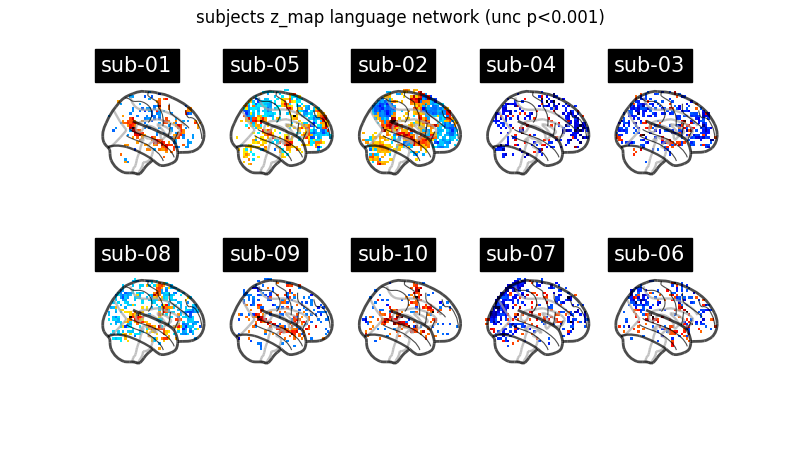 subjects z_map language network (unc p<0.001)
sub-01 sub-05 sub-02 sub-04 sub-03
sub-08 sub-09 sub-10 sub-07 sub-06